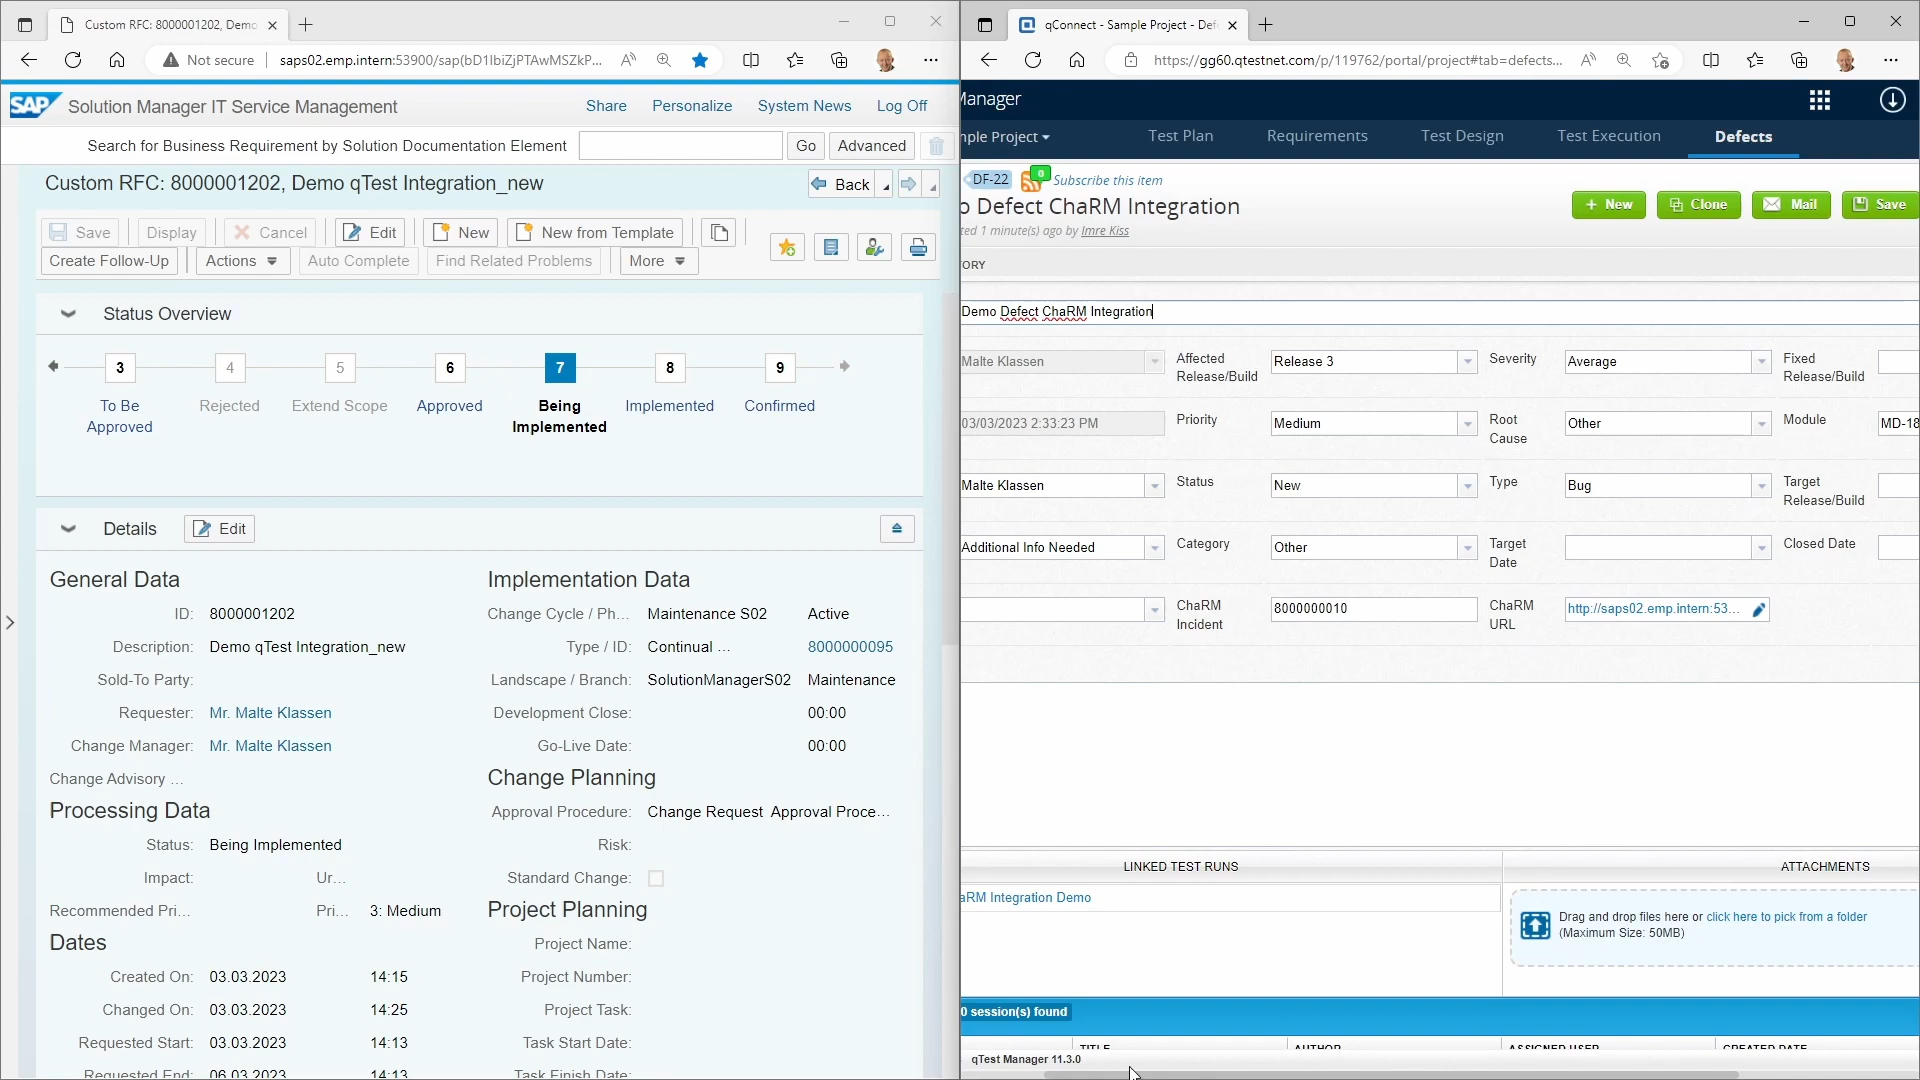 Custom RFC: 8000001202, Demo
Not secure
saps02.emp.intern:53900/sap(bD1lbiZjPTAwMSZkP...
SAP Solution Manager IT Service Management
Share Personalize System News Log Off
Search for Business Requirement by Solution Documentation Element
Go Advanced
Custom RFC: 8000001202, Demo qTest Integration_new
Back
Save Display Cancel Edit New New from Template
Create Follow-Up Actions Auto Complete Find Related Problems More
Status Overview
3 4 5 6 7 8 9
To Be Approved Rejected Extend Scope Approved Being Implemented Implemented Confirmed
Details Edit
General Data
ID: 8000001202
Description: Demo qTest Integration_new
Sold-To Party:
Requester: Mr. Malte Klassen
Change Manager: Mr. Malte Klassen
Change Advisory ...
Processing Data
Status: Being Implemented
Impact: Ur...
Recommended Pri... Pri... 3: Medium
Dates
Created On: 03.03.2023 14:15
Changed On: 03.03.2023 14:25
Requested Start: 03.03.2023 14:13
Requested End: 06.03.2023 14:13
Implementation Data
Change Cycle / Ph... Maintenance S02 Active
Type / ID: Continual ... 8000000095
Landscape / Branch: SolutionManagerS02 Maintenance
Development Close: 00:00
Go-Live Date: 00:00
Change Planning
Approval Procedure: Change Request Approval Proce...
Risk:
Standard Change:
Project Planning
Project Name:
Project Number:
Project Task:
Task Start Date:
Task Finish Date:
qConnect - Sample Project - Def
https://gg60.qtestnet.com/p/119762/portal/project#tab=defects...
Manager
mple Project
Test Plan Requirements Test Design Test Execution Defects
DF-22 0 Subscribe this item
o Defect ChaRM Integration
ted 1 minute(s) ago by Imre Kiss
New Clone Mail Save
ORY
Demo Defect ChaRM Integration
Malte Klassen Affected Release/Build Release 3 Severity Average Fixed Release/Build
03/03/2023 2:33:23 PM Priority Medium Root Cause Other Module MD-18
Malte Klassen Status New Type Bug Target Release/Build
Additional Info Needed Category Other Target Date Closed Date
ChaRM Incident 8000000010 ChaRM URL http://saps02.emp.intern:53...
LINKED TEST RUNS ATTACHMENTS
aRM Integration Demo
Drag and drop files here or click here to pick from a folder
(Maximum Size: 50MB)
0 session(s) found
TITLE AUTHOR ASSIGNED USER CREATED DATE
qTest Manager 11.3.0